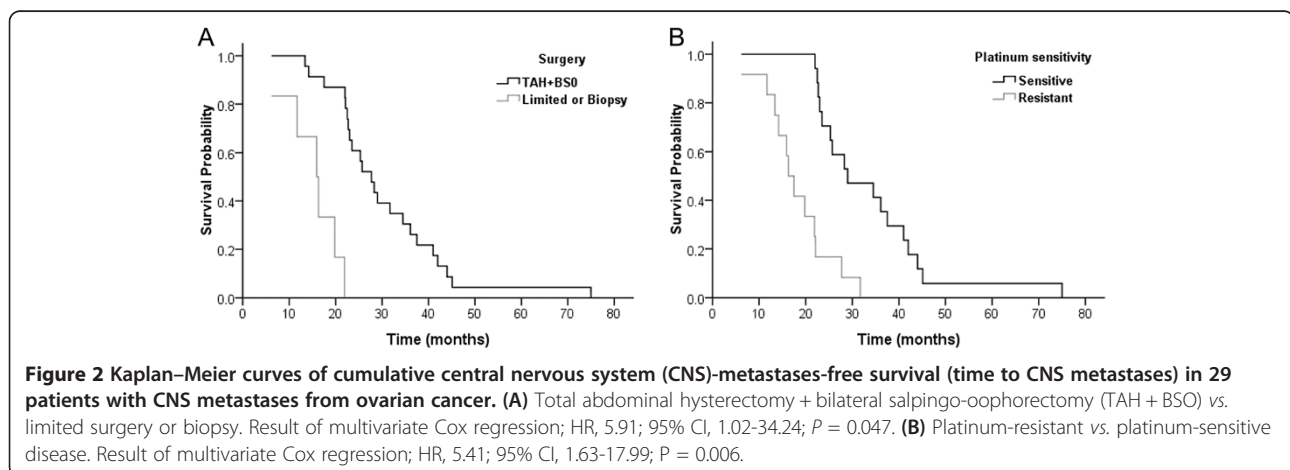 A
Surgery
TAH+BS0
Limited or Biopsy
Survival Probability
1.0
0.8
0.6
0.4
0.2
0.0
0 10 20 30 40 50 60 70 80
Time (months)
B
Platinum sensitivity
Sensitive
Resistant
Survival Probability
1.0
0.8
0.6
0.4
0.2
0.0
0 10 20 30 40 50 60 70 80
Time (months)
Figure 2 Kaplan–Meier curves of cumulative central nervous system (CNS)-metastases-free survival (time to CNS metastases) in 29
patients with CNS metastases from ovarian cancer. (A) Total abdominal hysterectomy + bilateral salpingo-oophorectomy (TAH + BSO) vs.
limited surgery or biopsy. Result of multivariate Cox regression; HR, 5.91; 95% CI, 1.02-34.24; P = 0.047. (B) Platinum-resistant vs. platinum-sensitive
disease. Result of multivariate Cox regression; HR, 5.41; 95% CI, 1.63-17.99; P = 0.006.